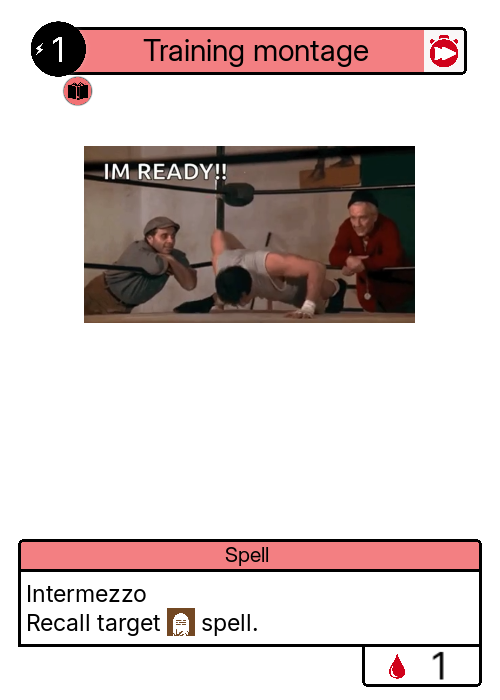 1
Training montage
IM READY!!
Spell
Intermezzo
Recall target spell.
1